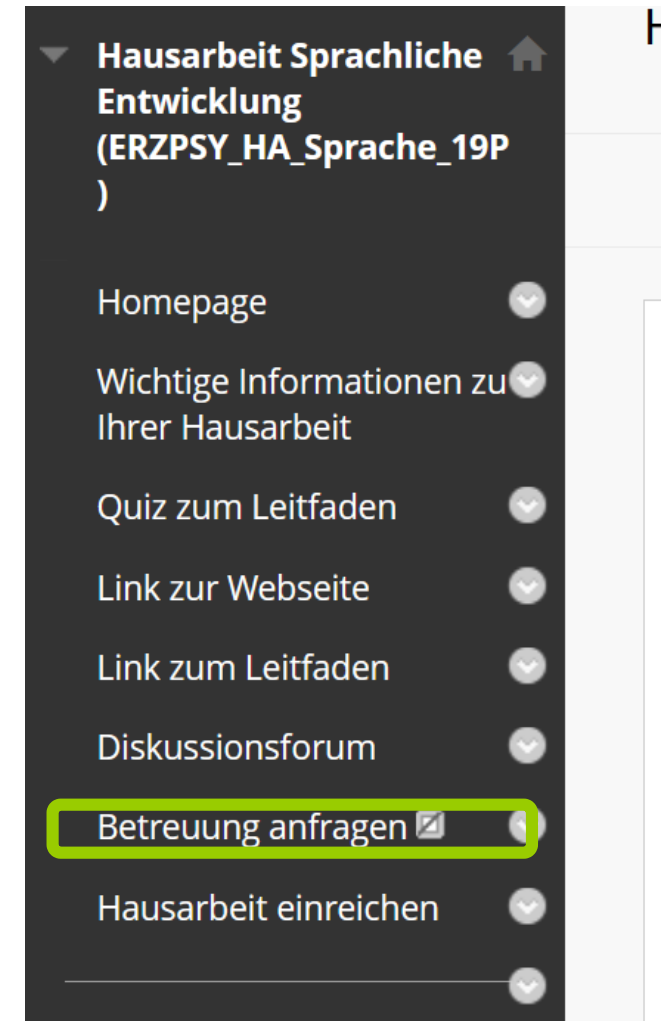 Hausarbeit Sprachliche
Entwicklung
(ERZPSY_HA_Sprache_19P
)
Homepage
Wichtige Informationen zu
Ihrer Hausarbeit
Quiz zum Leitfaden
Link zur Webseite
Link zum Leitfaden
Diskussionsforum
Betreuung anfragen
Hausarbeit einreichen